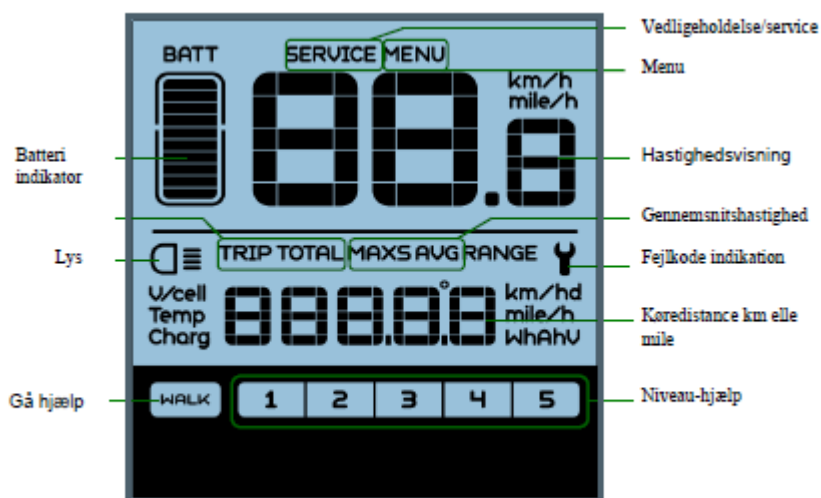 Vedligeholdelse/service
Menu
BATT
SERVICE MENU
km/h
mile/h
88.8
Batteri
indikator
Hastighedsvisning
Gennemsnitshastighed
Lys
TRIP TOTAL MAXS AVG RANGE
Fejlkode indikation
V/cell
Temp
Charg
888.8.8
°
km/hd
mile/h
WhAhV
Køredistance km elle
mile
Gå hjælp
WALK
1 2 3 4 5
Niveau-hjælp